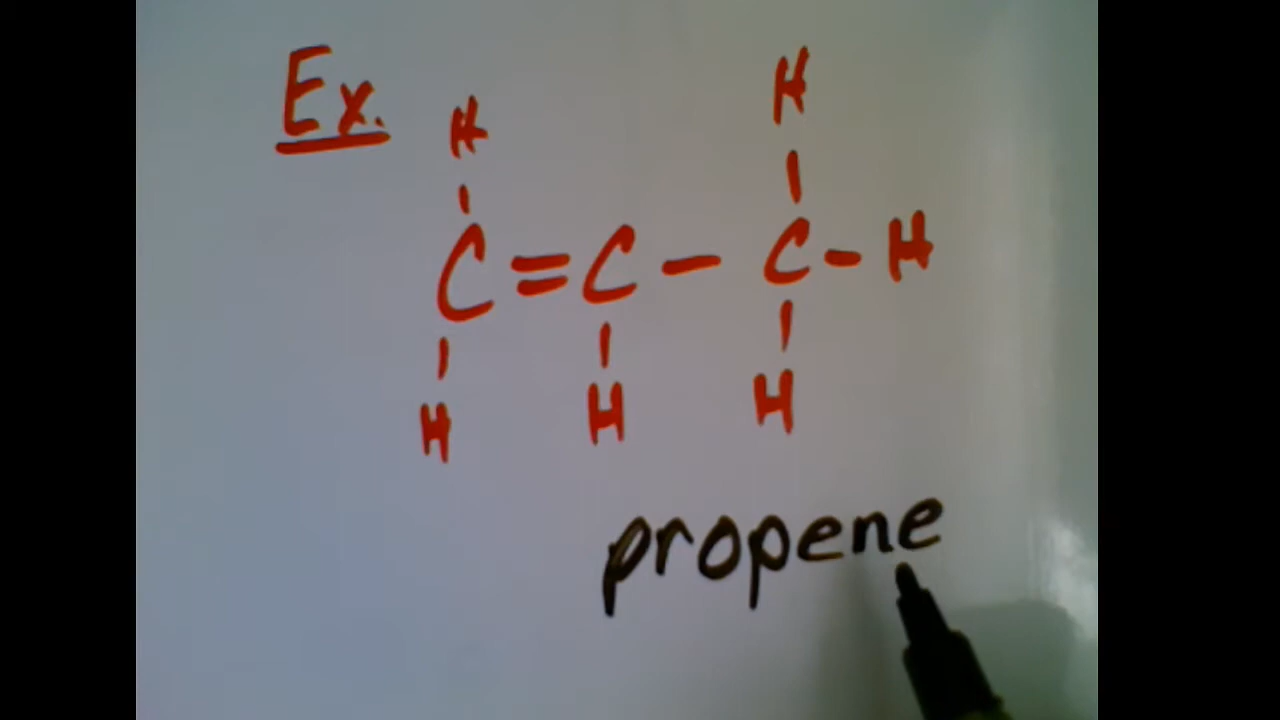 Ex.
H H
C = C - C - H
H H H
propene